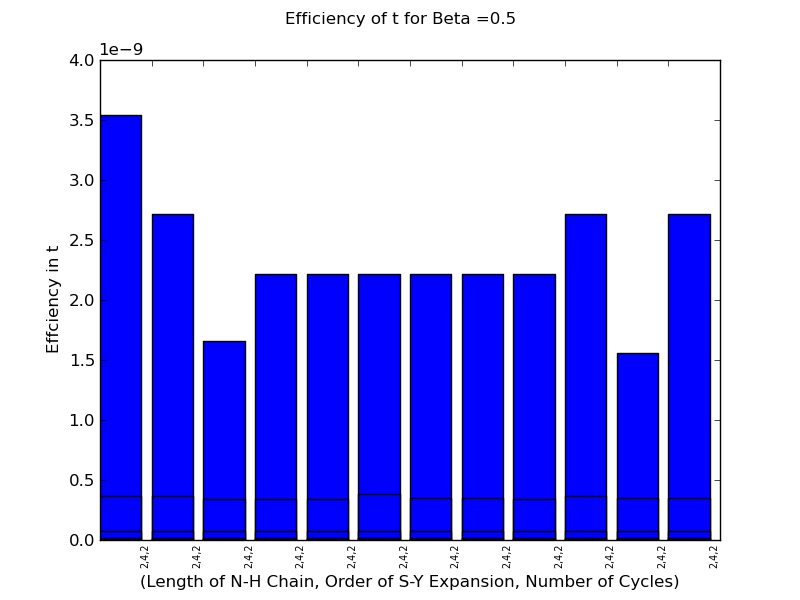 Efficiency of t for Beta =0.5
1e−9
4.0
3.5
3.0
2.5
2.0
1.5
1.0
0.5
0.0
Effciency in t
2,4,2 2,4,2 2,4,2 2,4,2 2,4,2 2,4,2 2,4,2 2,4,2 2,4,2 2,4,2 2,4,2 2,4,2
(Length of N-H Chain, Order of S-Y Expansion, Number of Cycles)